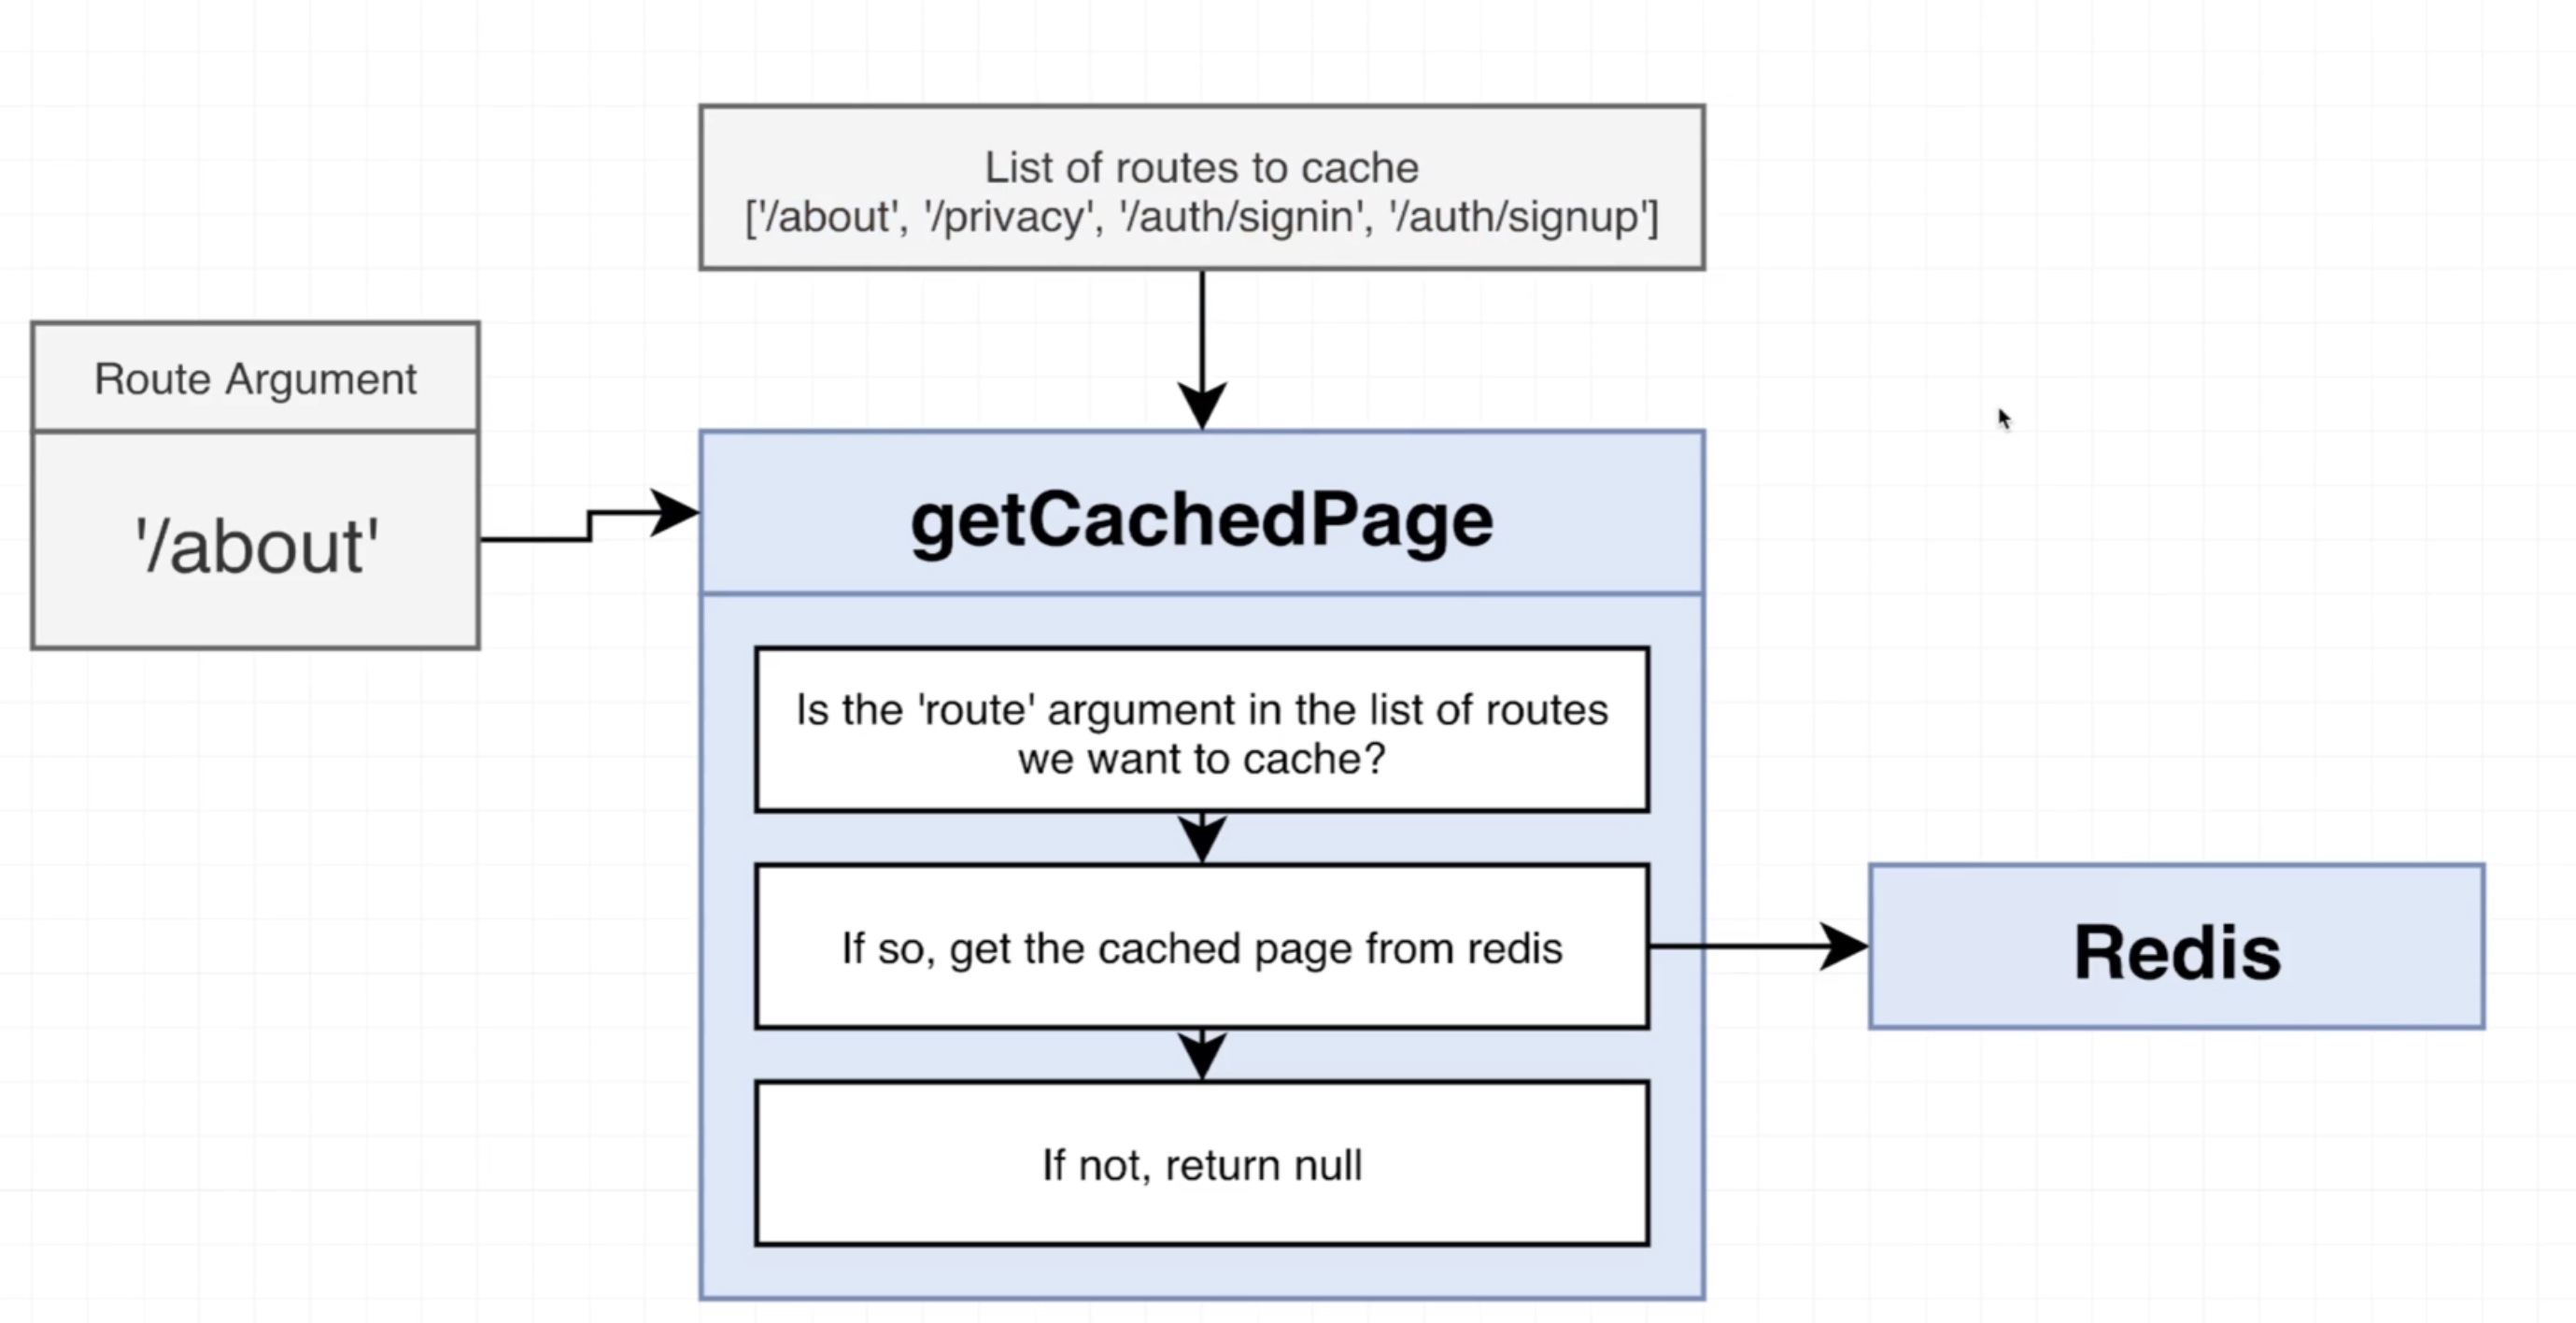 List of routes to cache
['/about', '/privacy', '/auth/signin', '/auth/signup']
Route Argument
'/about'
getCachedPage
Is the 'route' argument in the list of routes
we want to cache?
If so, get the cached page from redis
Redis
If not, return null